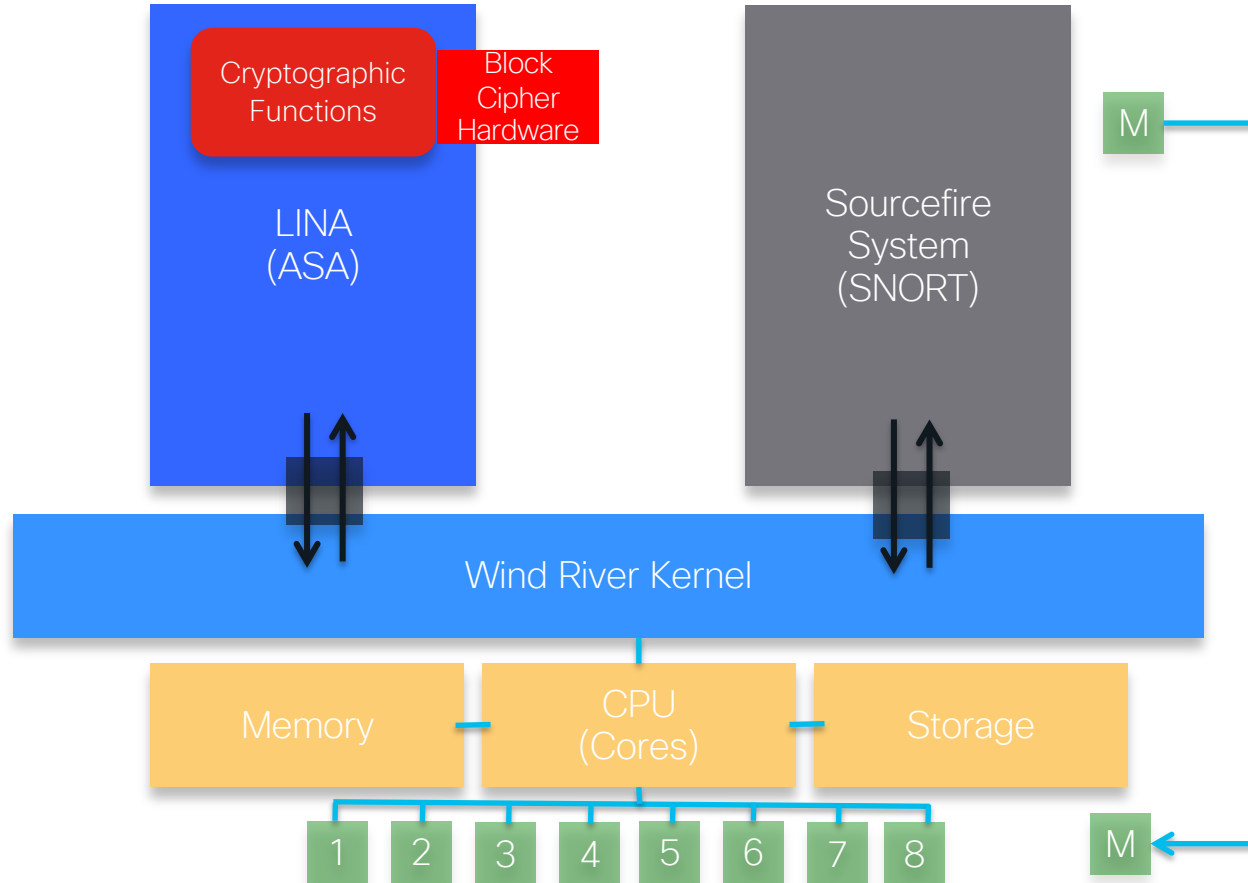 Cryptographic
Functions
Block
Cipher
Hardware
M
LINA
(ASA)
Sourcefire
System
(SNORT)
Wind River Kernel
Memory
CPU
(Cores)
Storage
1
2
3
4
5
6
7
8
M